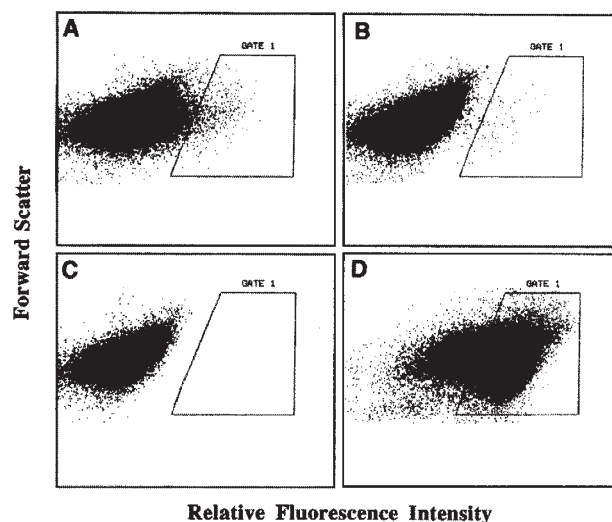 A
GATE 1
B
GATE 1
C
GATE 1
D
GATE 1
Forward Scatter
Relative Fluorescence Intensity